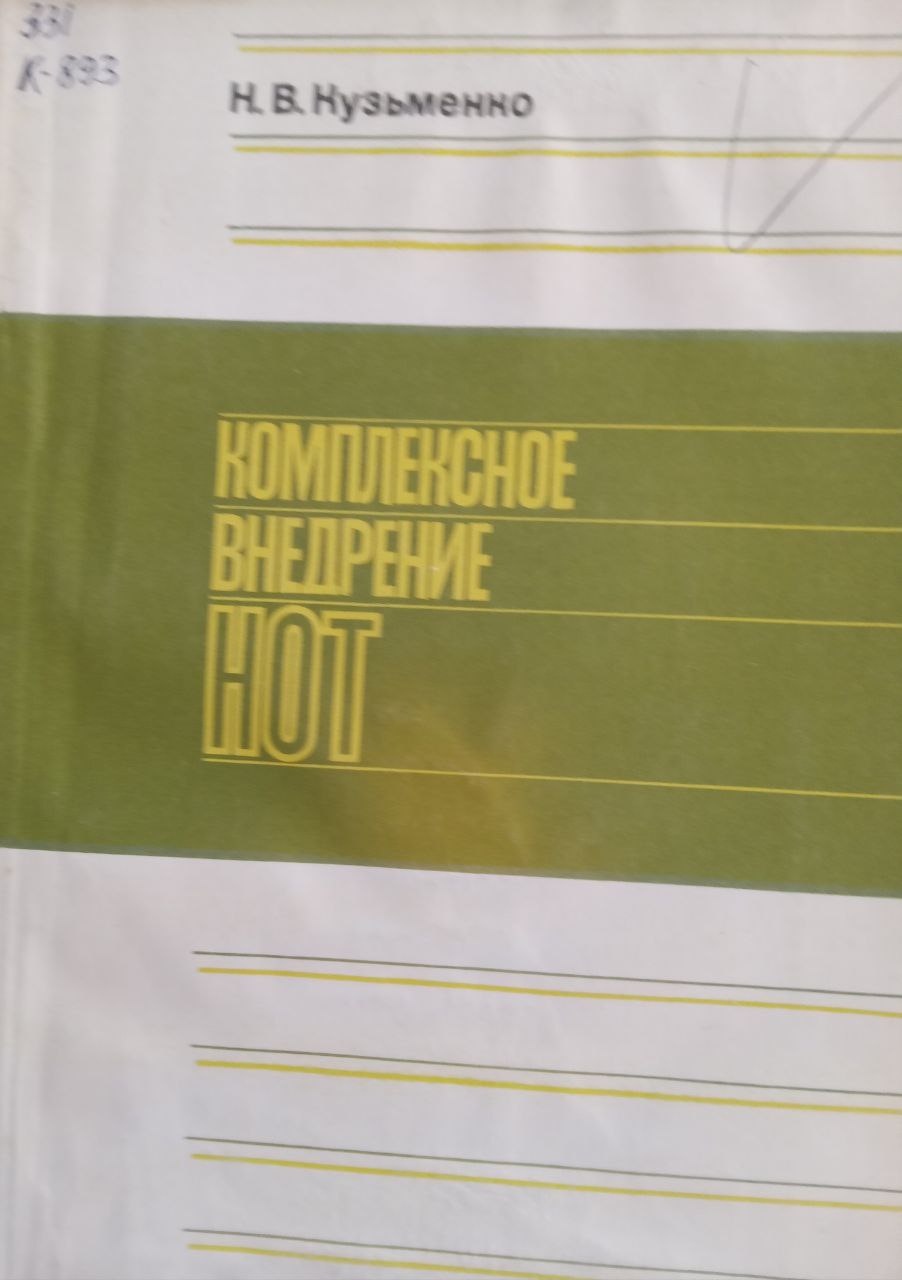 331
К-893
Н. В. Кузьменко
КОМПЛЕКСНОЕ
ВНЕДРЕНИЕ
НОТ